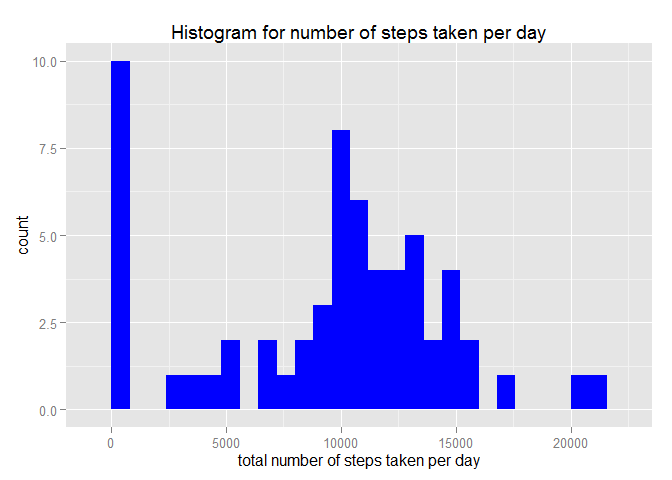 Histogram for number of steps taken per day
count
10.0
7.5
5.0
2.5
0.0
0 5000 10000 15000 20000
total number of steps taken per day